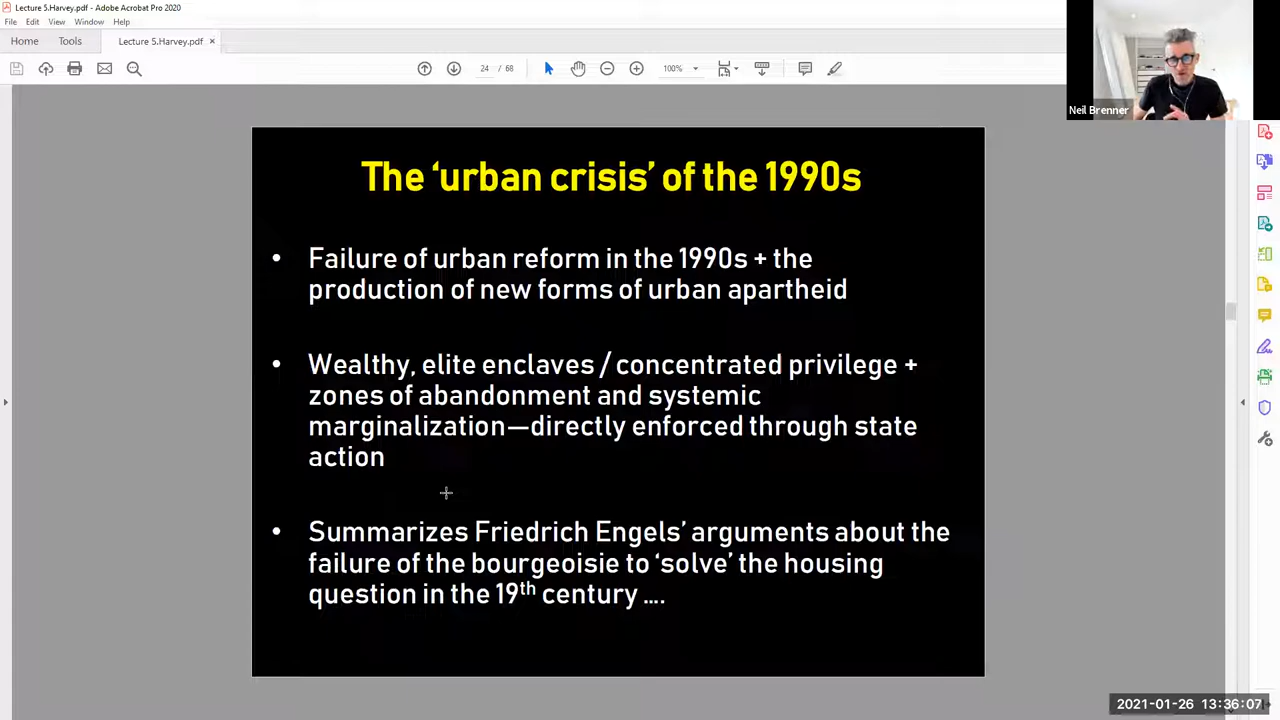 Lecture 5.Harvey.pdf - Adobe Acrobat Pro 2020
File Edit View Window Help
Home Tools Lecture 5.Harvey.pdf ×
24 / 68 100%
Neil Brenner
The ‘urban crisis’ of the 1990s
• Failure of urban reform in the 1990s + the
production of new forms of urban apartheid
• Wealthy, elite enclaves / concentrated privilege +
zones of abandonment and systemic
marginalization—directly enforced through state
action
• Summarizes Friedrich Engels’ arguments about the
failure of the bourgeoisie to ‘solve’ the housing
question in the 19th century ....
2021-01-26 13:36:07